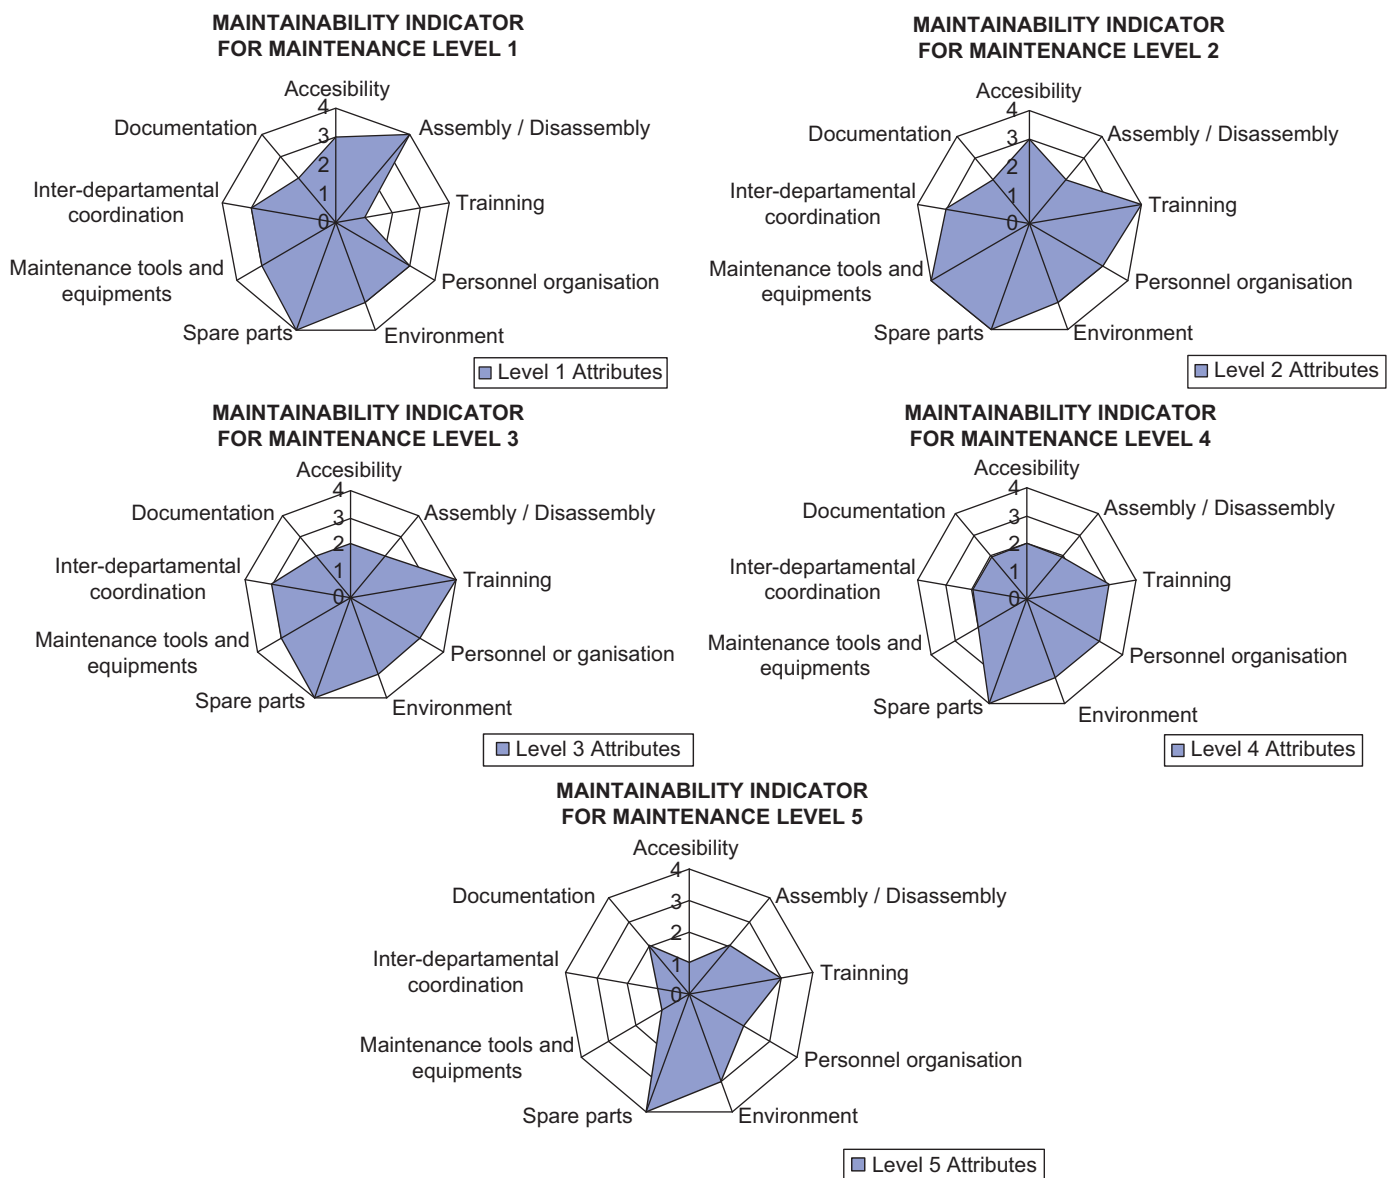 MAINTAINABILITY INDICATOR
FOR MAINTENANCE LEVEL 1
Accesibility
Assembly / Disassembly
Trainning
Personnel organisation
Environment
Spare parts
Maintenance tools and
equipments
Inter-departamental
coordination
Documentation
4
3
2
1
0
Level 1 Attributes
MAINTAINABILITY INDICATOR
FOR MAINTENANCE LEVEL 2
Accesibility
Assembly / Disassembly
Trainning
Personnel organisation
Environment
Spare parts
Maintenance tools and
equipments
Inter-departamental
coordination
Documentation
4
3
2
1
0
Level 2 Attributes
MAINTAINABILITY INDICATOR
FOR MAINTENANCE LEVEL 3
Accesibility
Assembly / Disassembly
Trainning
Personnel or ganisation
Environment
Spare parts
Maintenance tools and
equipments
Inter-departamental
coordination
Documentation
4
3
2
1
0
Level 3 Attributes
MAINTAINABILITY INDICATOR
FOR MAINTENANCE LEVEL 4
Accesibility
Assembly / Disassembly
Trainning
Personnel organisation
Environment
Spare parts
Maintenance tools and
equipments
Inter-departamental
coordination
Documentation
4
3
2
1
0
Level 4 Attributes
MAINTAINABILITY INDICATOR
FOR MAINTENANCE LEVEL 5
Accesibility
Assembly / Disassembly
Trainning
Personnel organisation
Environment
Spare parts
Maintenance tools and
equipments
Inter-departamental
coordination
Documentation
4
3
2
1
0
Level 5 Attributes